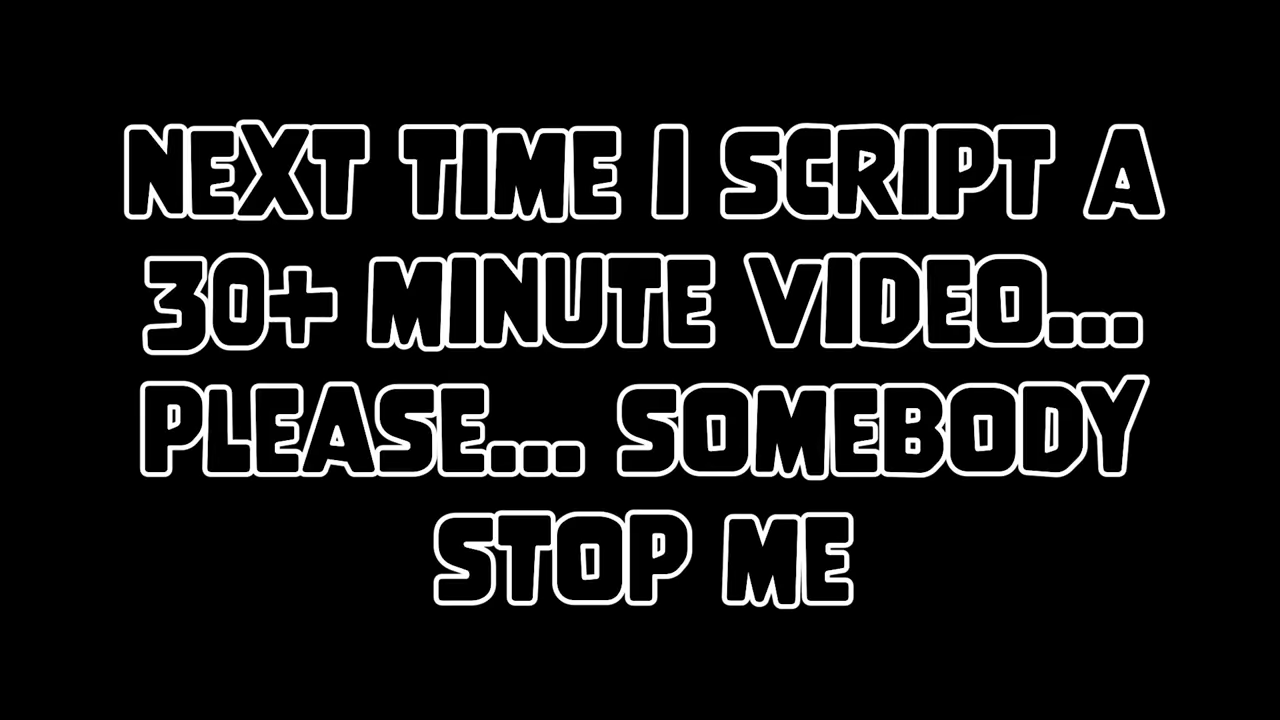 NEXT TIME I SCRIPT A
30+ MINUTE VIDEO...
PLEASE... SOMEBODY
STOP ME